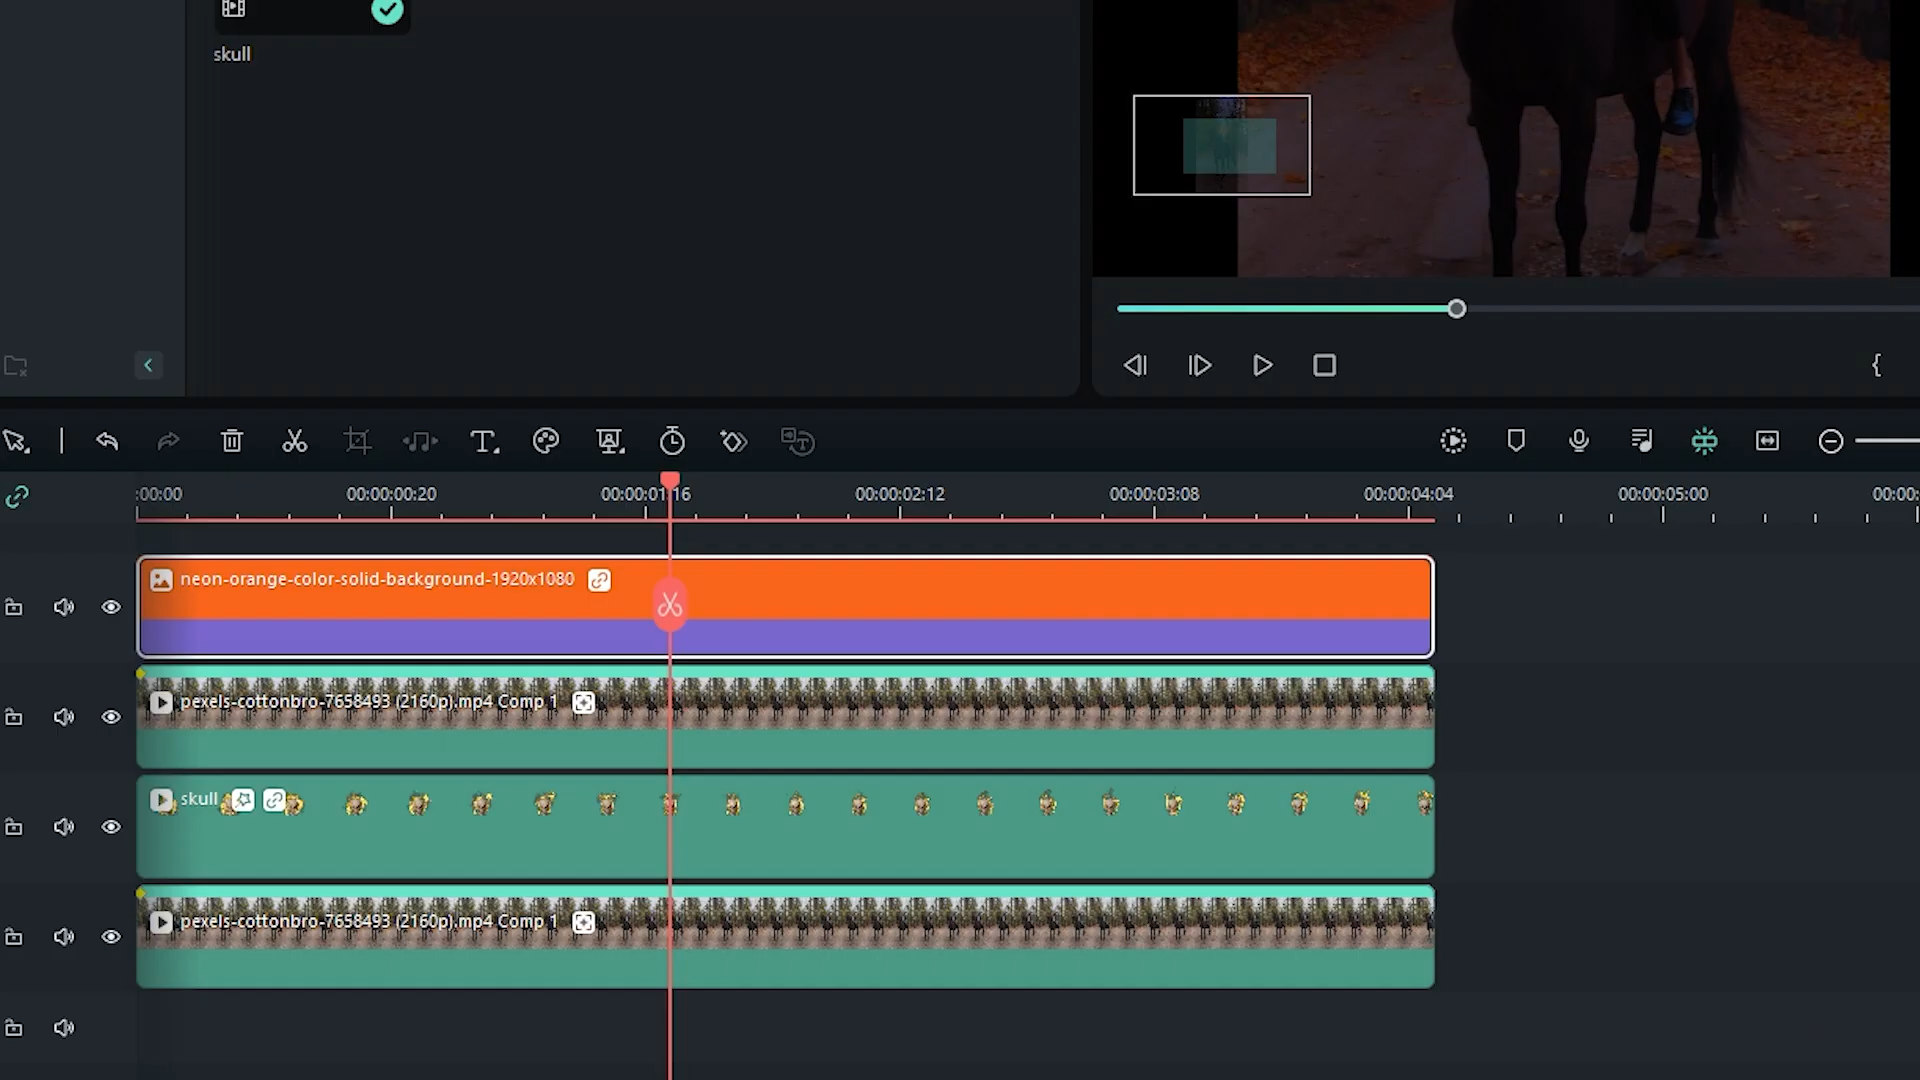 skull
:00:00
00:00:00:20
00:00:01:16
00:00:02:12
00:00:03:08
00:00:04:04
00:00:05:00
00:00:
neon-orange-color-solid-background-1920x1080
pexels-cottonbro-7658493 (2160p).mp4 Comp 1
skull
pexels-cottonbro-7658493 (2160p).mp4 Comp 1